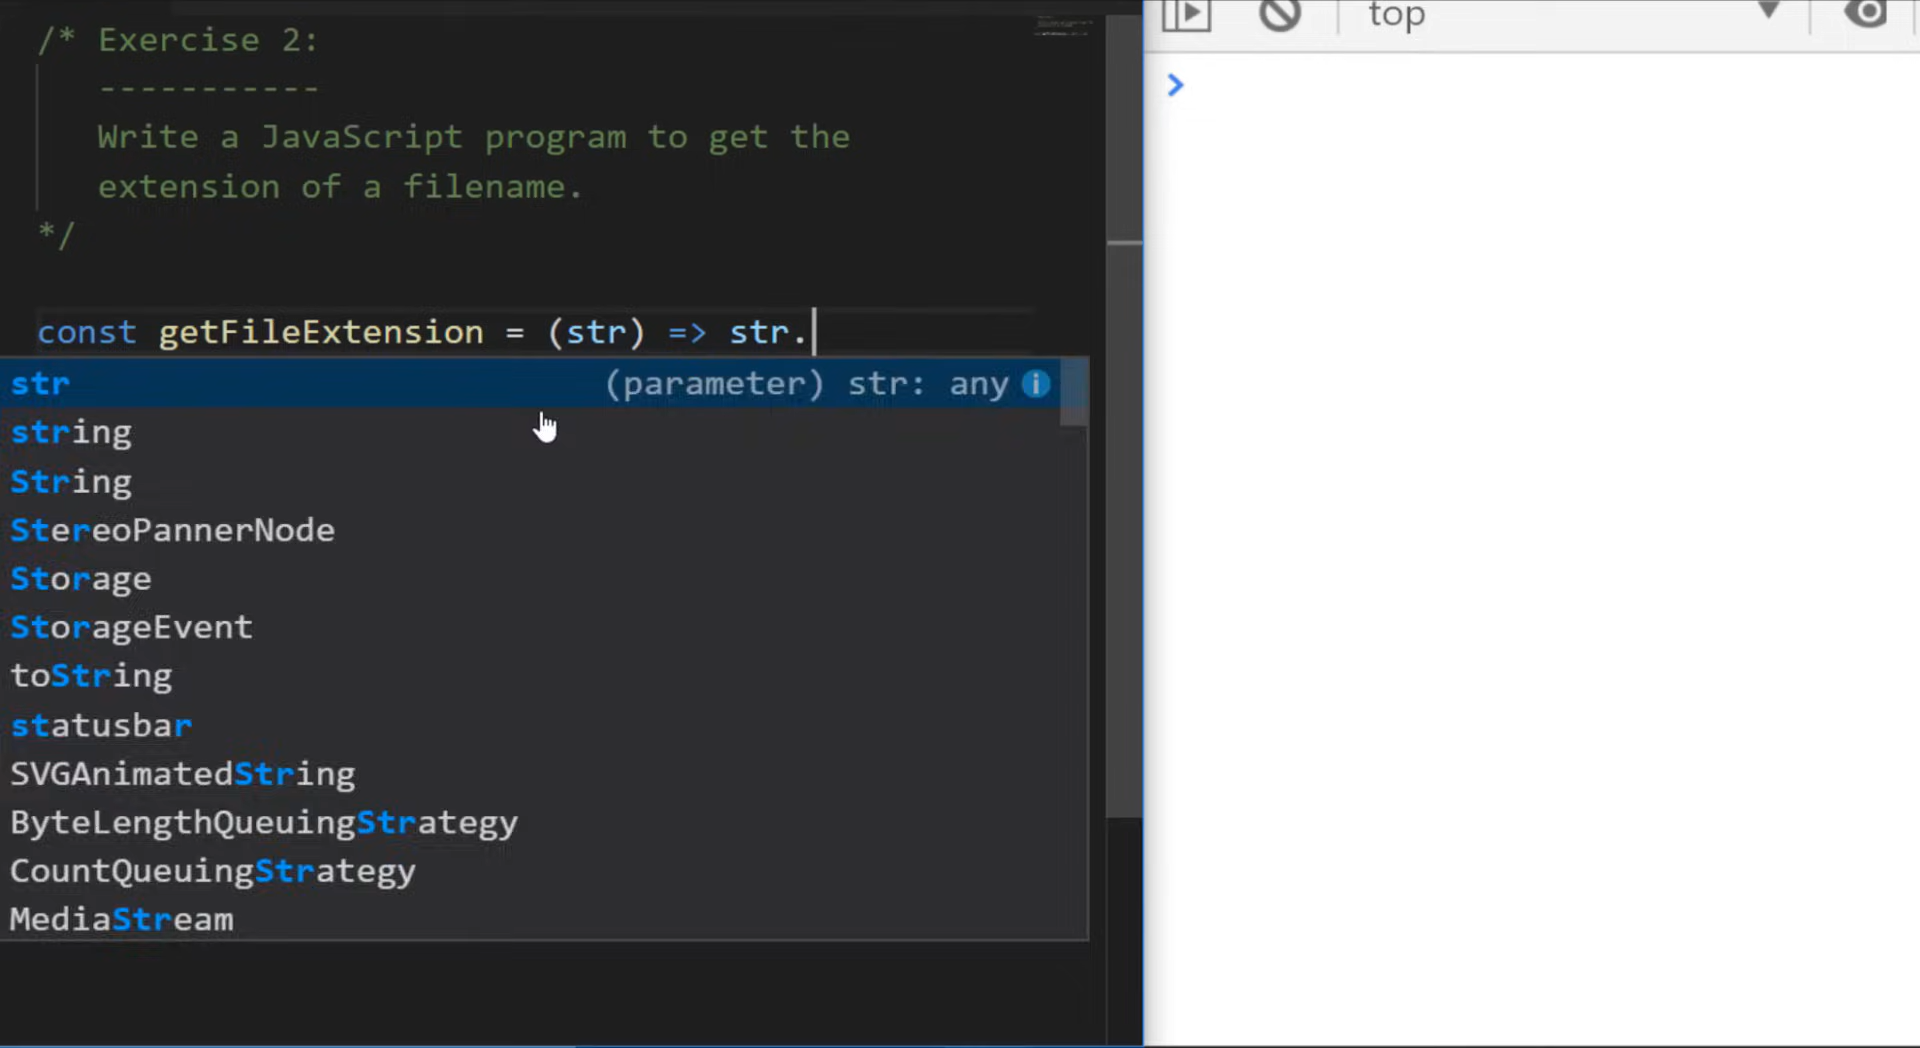 /* Exercise 2:
-----------
Write a JavaScript program to get the
extension of a filename.
*/
const getFileExtension = (str) => str.
str (parameter) str: any
string
String
StereoPannerNode
Storage
StorageEvent
toString
statusbar
SVGAnimatedString
ByteLengthQueuingStrategy
CountQueuingStrategy
MediaStream
top
>